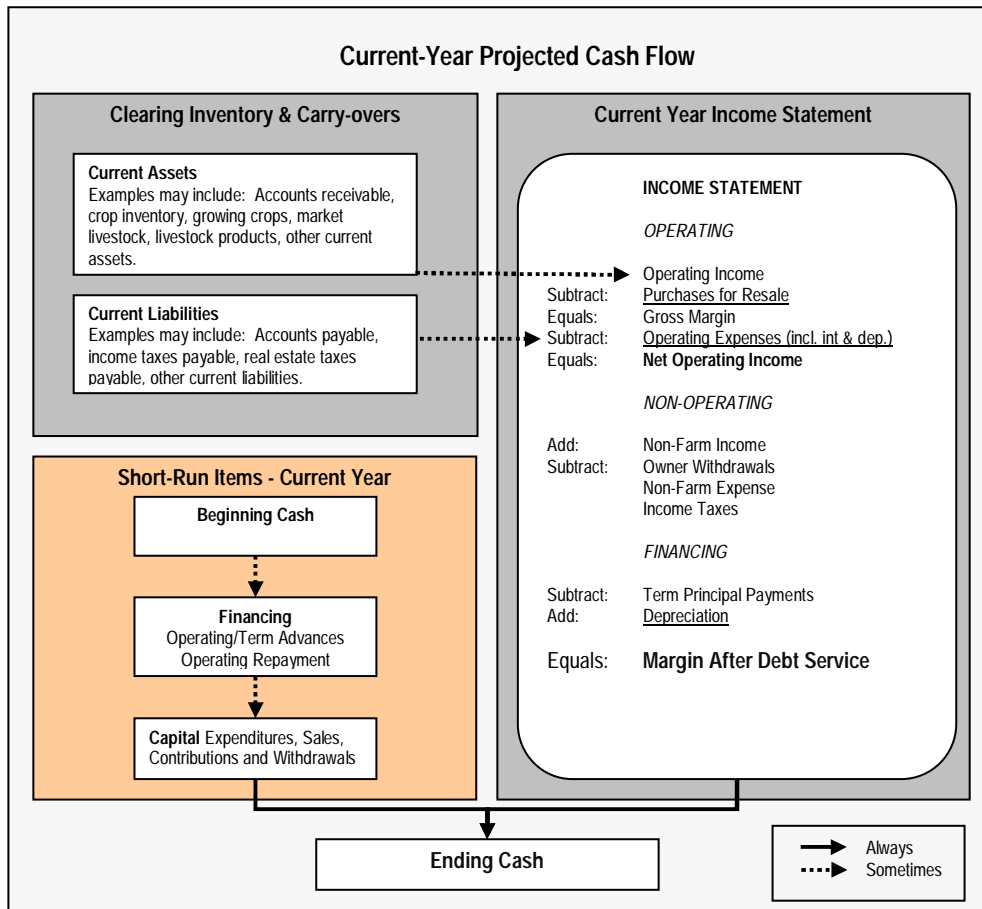 Current-Year Projected Cash Flow
Clearing Inventory & Carry-overs
Current Assets
Examples may include: Accounts receivable,
crop inventory, growing crops, market
livestock, livestock products, other current
assets.
Current Liabilities
Examples may include: Accounts payable,
income taxes payable, real estate taxes
payable, other current liabilities.
Short-Run Items - Current Year
Beginning Cash
Financing
Operating/Term Advances
Operating Repayment
Capital Expenditures, Sales,
Contributions and Withdrawals
Current Year Income Statement
INCOME STATEMENT
OPERATING
Operating Income
Subtract: Purchases for Resale
Equals: Gross Margin
Subtract: Operating Expenses (incl. int & dep.)
Equals: Net Operating Income
NON-OPERATING
Add: Non-Farm Income
Subtract: Owner Withdrawals
Non-Farm Expense
Income Taxes
FINANCING
Subtract: Term Principal Payments
Add: Depreciation
Equals: Margin After Debt Service
Ending Cash
Always
Sometimes